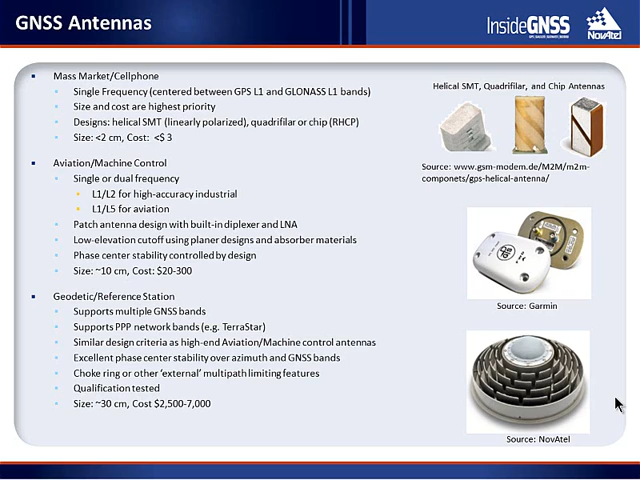 GNSS Antennas
InsideGNSS
NovAtel
Mass Market/Cellphone
Single Frequency (centered between GPS L1 and GLONASS L1 bands)
Size and cost are highest priority
Designs: helical SMT (linearly polarized), quadrifilar or chip (RHCP)
Size: <2 cm, Cost:  <$ 3
Aviation/Machine Control
Single or dual frequency
L1/L2 for high-accuracy industrial
L1/L5 for aviation
Patch antenna design with built-in diplexer and LNA
Low-elevation cutoff using planer designs and absorber materials
Phase center stability controlled by design
Size: ~10 cm, Cost: $20-300
Geodetic/Reference Station
Supports multiple GNSS bands
Supports PPP network bands (e.g. TerraStar)
Similar design criteria as high-end Aviation/Machine control antennas
Excellent phase center stability over azimuth and GNSS bands
Choke ring or other ‘external’ multipath limiting features
Qualification tested
Size: ~30 cm, Cost $2,500-7,000
Helical SMT, Quadrifilar, and Chip Antennas
Source: www.gsm-modem.de/M2M/m2m-
componets/gps-helical-antenna/
Source: Garmin
Source: NovAtel